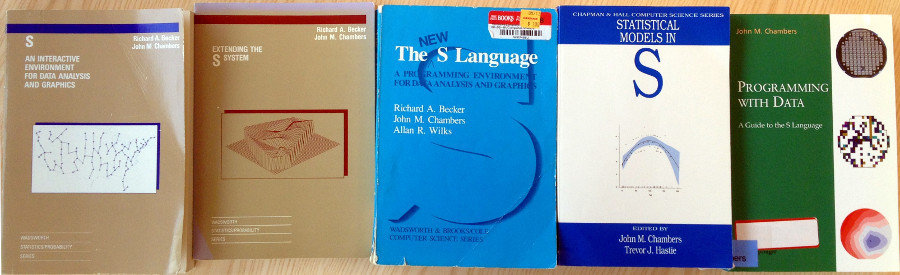 Richard A. Becker
John M. Chambers
S
AN INTERACTIVE
ENVIRONMENT
FOR DATA ANALYSIS
AND GRAPHICS
WADSWORTH
STATISTICS/PROBABILITY
SERIES
Richard A. Becker
John M. Chambers
EXTENDING THE
S SYSTEM
WADSWORTH
STATISTICS/PROBABILITY
SERIES
BOOKS
NEW
The S Language
A PROGRAMMING ENVIRONMENT
FOR DATA ANALYSIS AND GRAPHICS
Richard A. Becker
John M. Chambers
Allan R. Wilks
WADSWORTH & BROOKS/COLE
COMPUTER SCIENCE SERIES
CHAPMAN & HALL COMPUTER SCIENCE SERIES
STATISTICAL
MODELS IN
S
EDITED BY
John M. Chambers
Trevor J. Hastie
John M. Chambers
PROGRAMMING
WITH DATA
A Guide to the S Language